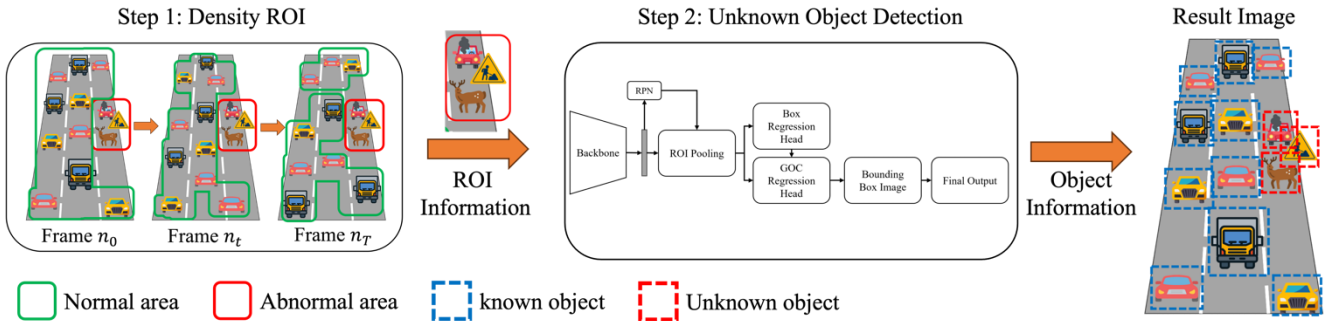 Step 1: Density ROI
Step 2: Unknown Object Detection
Result Image
Frame n0
Frame nt
Frame nT
ROI
Information
Backbone
RPN
ROI Pooling
Box
Regression
Head
GOC
Regression
Head
Bounding
Box Image
Final Output
Object
Information
Normal area
Abnormal area
known object
Unknown object